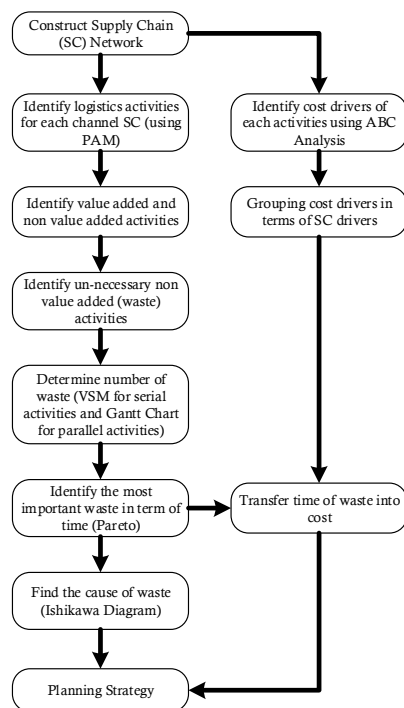 Construct Supply Chain
(SC) Network
Identify logistics activities
for each channel SC (using
PAM)
Identify cost drivers of
each activities using ABC
Analysis
Identify value added and
non value added activities
Grouping cost drivers in
terms of SC drivers
Identify un-necessary non
value added (waste)
activities
Determine number of
waste (VSM for serial
activities and Gantt Chart
for parallel activities)
Identify the most
important waste in term of
time (Pareto)
Transfer time of waste into
cost
Find the cause of waste
(Ishikawa Diagram)
Planning Strategy